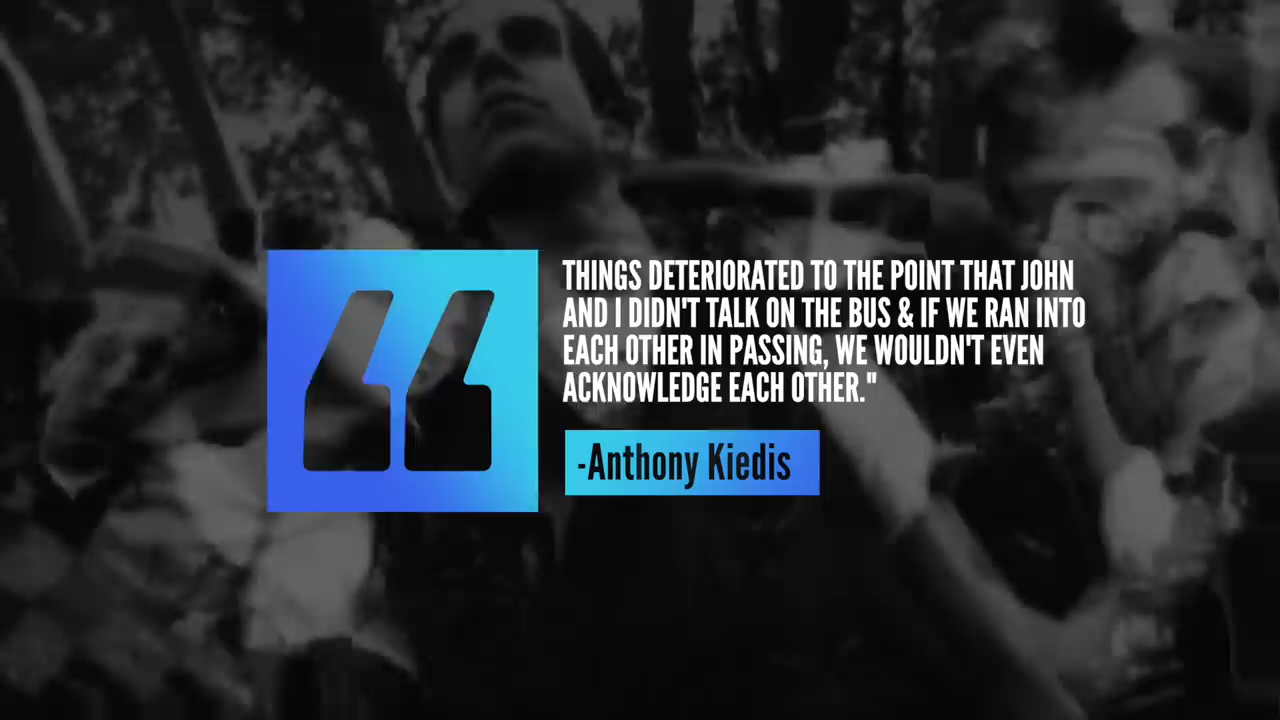 THINGS DETERIORATED TO THE POINT THAT JOHN
AND I DIDN'T TALK ON THE BUS & IF WE RAN INTO
EACH OTHER IN PASSING, WE WOULDN'T EVEN
ACKNOWLEDGE EACH OTHER."
-Anthony Kiedis